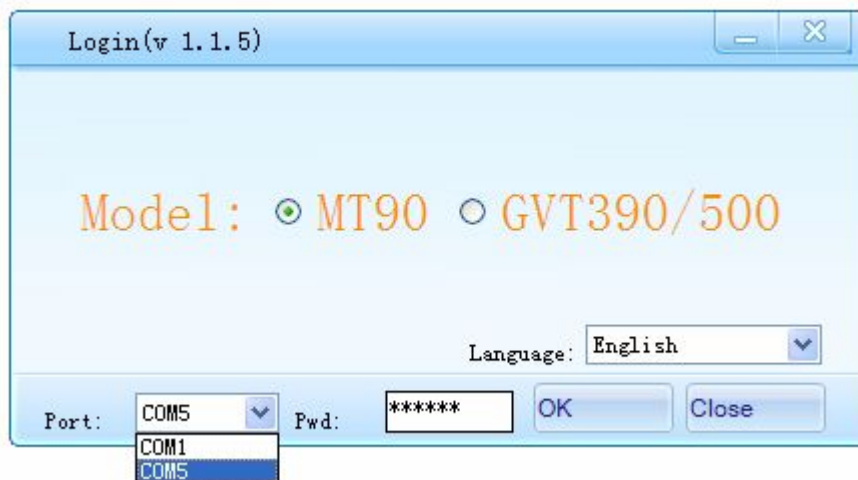 Login(v 1.1.5)
Model: MT90 GVT390/500
Language: English
Port: COM5 Pwd: ****** OK Close
COM1
COM5